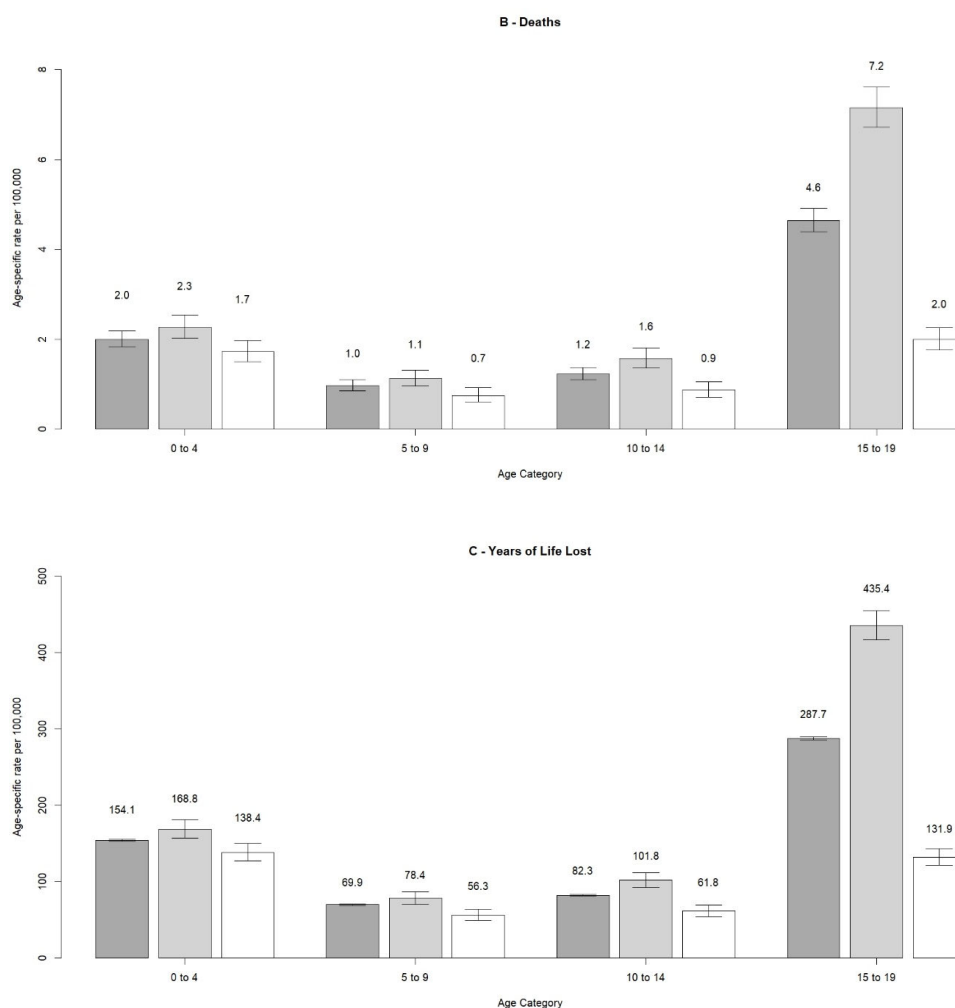 B - Deaths
Age-specific rate per 100,000
8
6
4
2
0
2.0
2.3
1.7
1.0
1.1
0.7
1.2
1.6
0.9
4.6
7.2
2.0
0 to 4
5 to 9
10 to 14
15 to 19
Age Category
C - Years of Life Lost
Age-specific rate per 100,000
500
400
300
200
100
0
154.1
168.8
138.4
69.9
78.4
56.3
82.3
101.8
61.8
287.7
435.4
131.9
0 to 4
5 to 9
10 to 14
15 to 19
Age Category